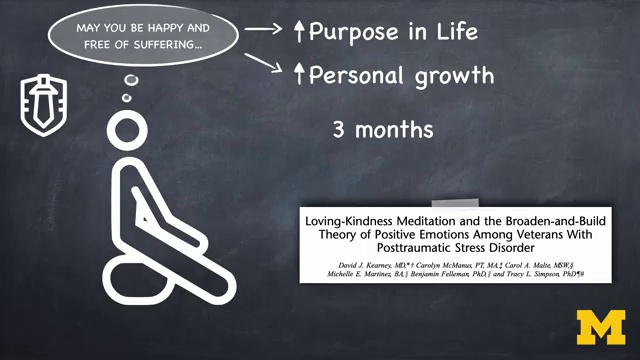 MAY YOU BE HAPPY AND
FREE OF SUFFERING...
↑Purpose in Life
↑Personal growth
3 months
Loving-Kindness Meditation and the Broaden-and-Build
Theory of Positive Emotions Among Veterans With
Posttraumatic Stress Disorder
David J. Kearney, MD,*† Carolyn McManus, PT, MA,‡ Carol A. Malte, MSW,§
Michelle E. Martinez, BA,§ Benjamin Felleman, PhD,§ and Tracy L. Simpson, PhD¶#
M